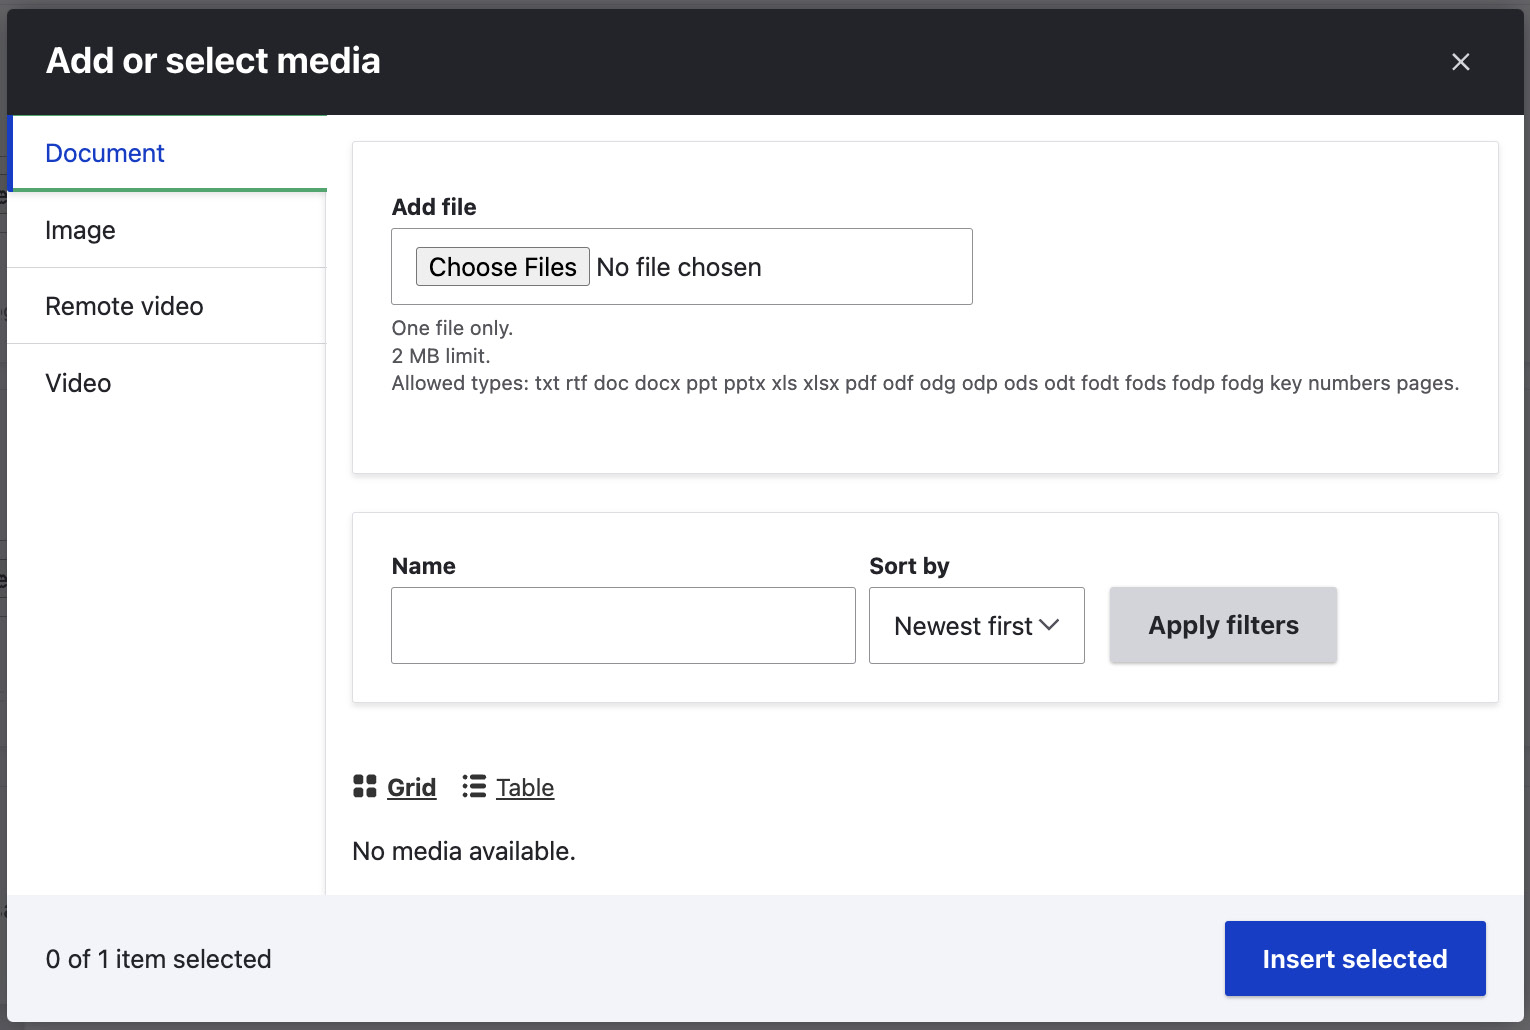 Add or select media
Document
Image
Remote video
Video
Add file
Choose Files No file chosen
One file only.
2 MB limit.
Allowed types: txt rtf doc docx ppt pptx xls xlsx pdf odf odg odp ods odt fodt fods fodp fodg key numbers pages.
Name
Sort by
Newest first
Apply filters
Grid
Table
No media available.
0 of 1 item selected
Insert selected